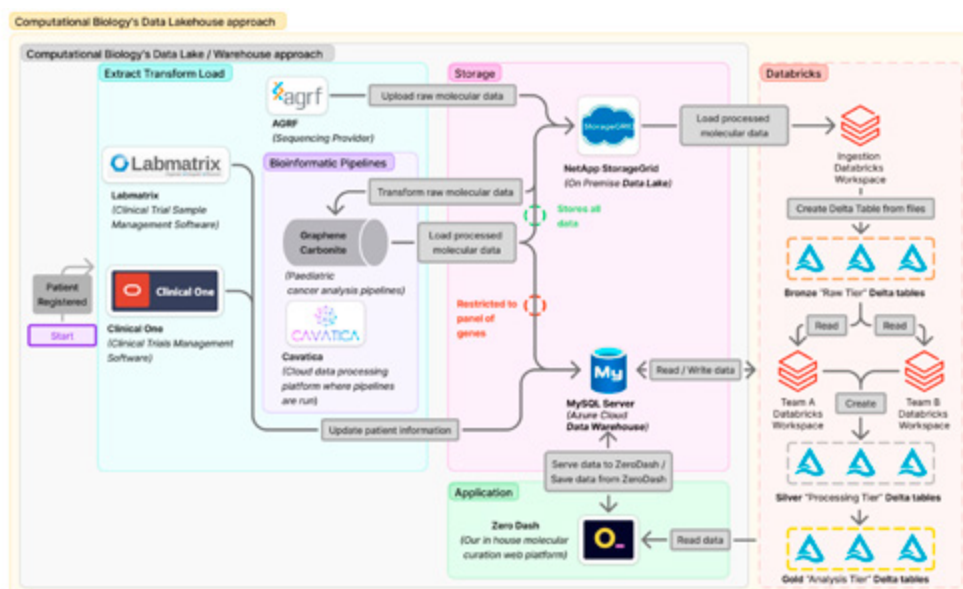 Computational Biology's Data Lakehouse approach
Computational Biology's Data Lake / Warehouse approach
Extract Transform Load
agrf
AGRF
(Sequencing Provider)
Upload raw molecular data
Labmatrix
Labmatrix
(Clinical Trial Sample
Management Software)
Bioinformatic Pipelines
Transform raw molecular data
Graphene
Carbonite
Load processed
molecular data
(Paediatric
cancer analysis pipelines)
CAVATICA
Cavatica
(Cloud data processing
platform where pipelines
are run)
Patient
Registered
Start
Clinical One
Clinical One
(Clinical Trials Management
Software)
Update patient information
Storage
StorageGRID
NetApp StorageGrid
(On Premise Data Lake)
Stores all
data
Restricted to
panel of
genes
My
MySQL Server
(Azure Cloud
Data Warehouse)
Load processed
molecular data
Read / Write data
Serve data to ZeroDash /
Save data from ZeroDash
Application
Zero Dash
(Our in house molecular
curation web platform)
O_
Read data
Databricks
Ingestion
Databricks
Workspace
Create Delta Table from files
Bronze "Raw Tier" Delta tables
Read
Read
Team A
Databricks
Workspace
Create
Team B
Databricks
Workspace
Silver "Processing Tier" Delta tables
Gold "Analysis Tier" Delta tables